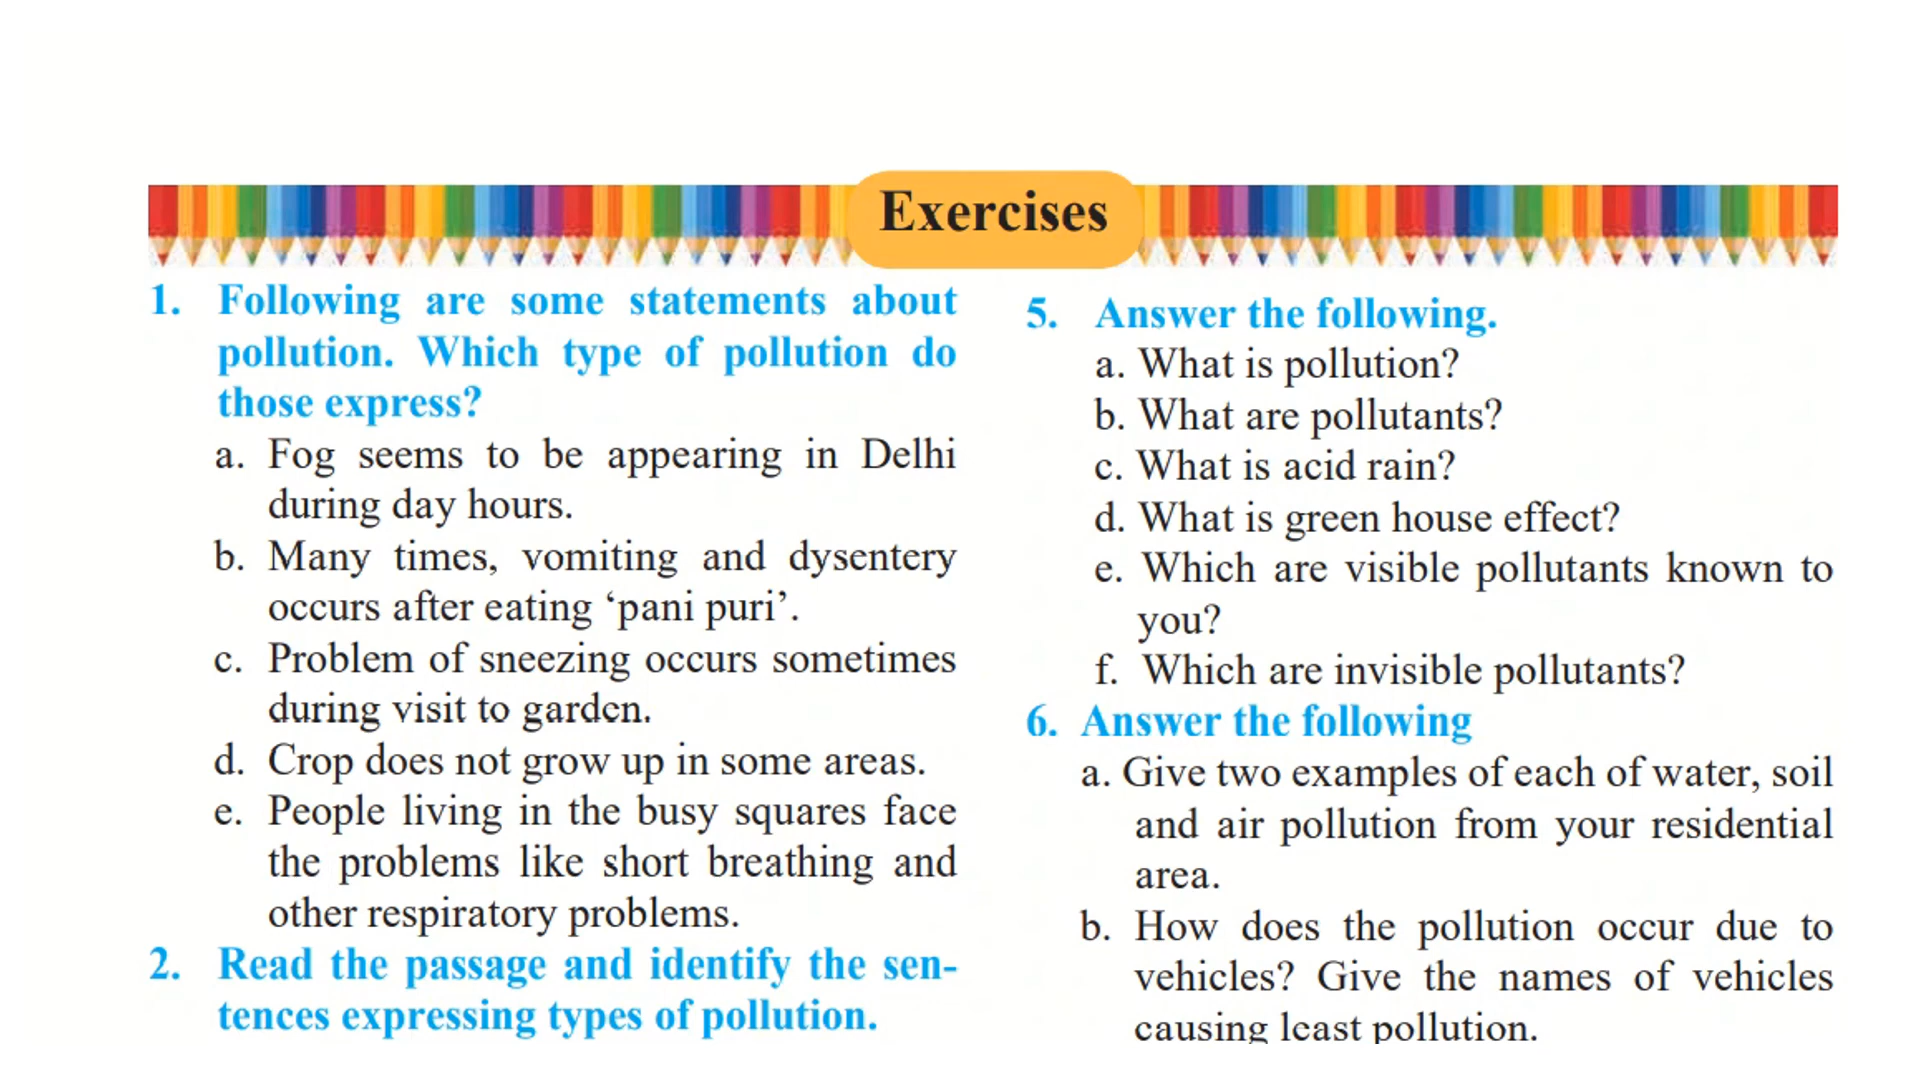 Exercises
1. Following are some statements about
pollution. Which type of pollution do
those express?
a. Fog seems to be appearing in Delhi
during day hours.
b. Many times, vomiting and dysentery
occurs after eating ‘pani puri’.
c. Problem of sneezing occurs sometimes
during visit to garden.
d. Crop does not grow up in some areas.
e. People living in the busy squares face
the problems like short breathing and
other respiratory problems.
2. Read the passage and identify the sen-
tences expressing types of pollution.
5. Answer the following.
a. What is pollution?
b. What are pollutants?
c. What is acid rain?
d. What is green house effect?
e. Which are visible pollutants known to
you?
f. Which are invisible pollutants?
6. Answer the following
a. Give two examples of each of water, soil
and air pollution from your residential
area.
b. How does the pollution occur due to
vehicles? Give the names of vehicles
causing least pollution.